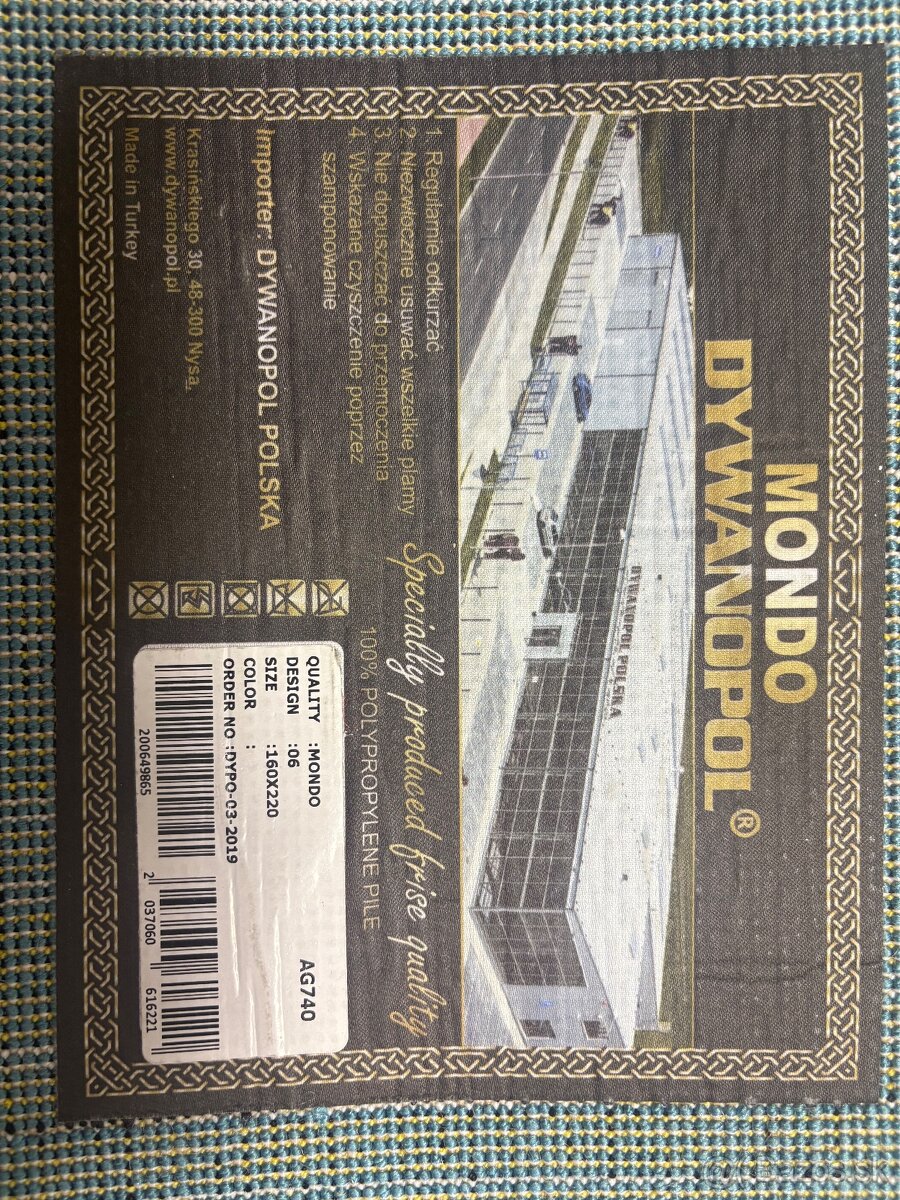 MONDO
DYWANOPOL ®
DYWANOPOL POLSKA
1. Regularnie odkurzać
2. Niezwłocznie usuwać wszelkie plamy
3. Nie dopuszczać do przemoczenia
4. Wskazane czyszczenie poprzez
szamponowanie
Importer: DYWANOPOL POLSKA
Krasińskiego 30, 48-300 Nysa,
www.dywanopol.pl
Made in Turkey
Specially produced frise quality
100% POLYPROPYLENE PILE
AG740
QUALITY :MONDO
DESIGN :06
SIZE :160X220
COLOR :
ORDER NO :DYPO-03-2019
200649865
2 037060 616221